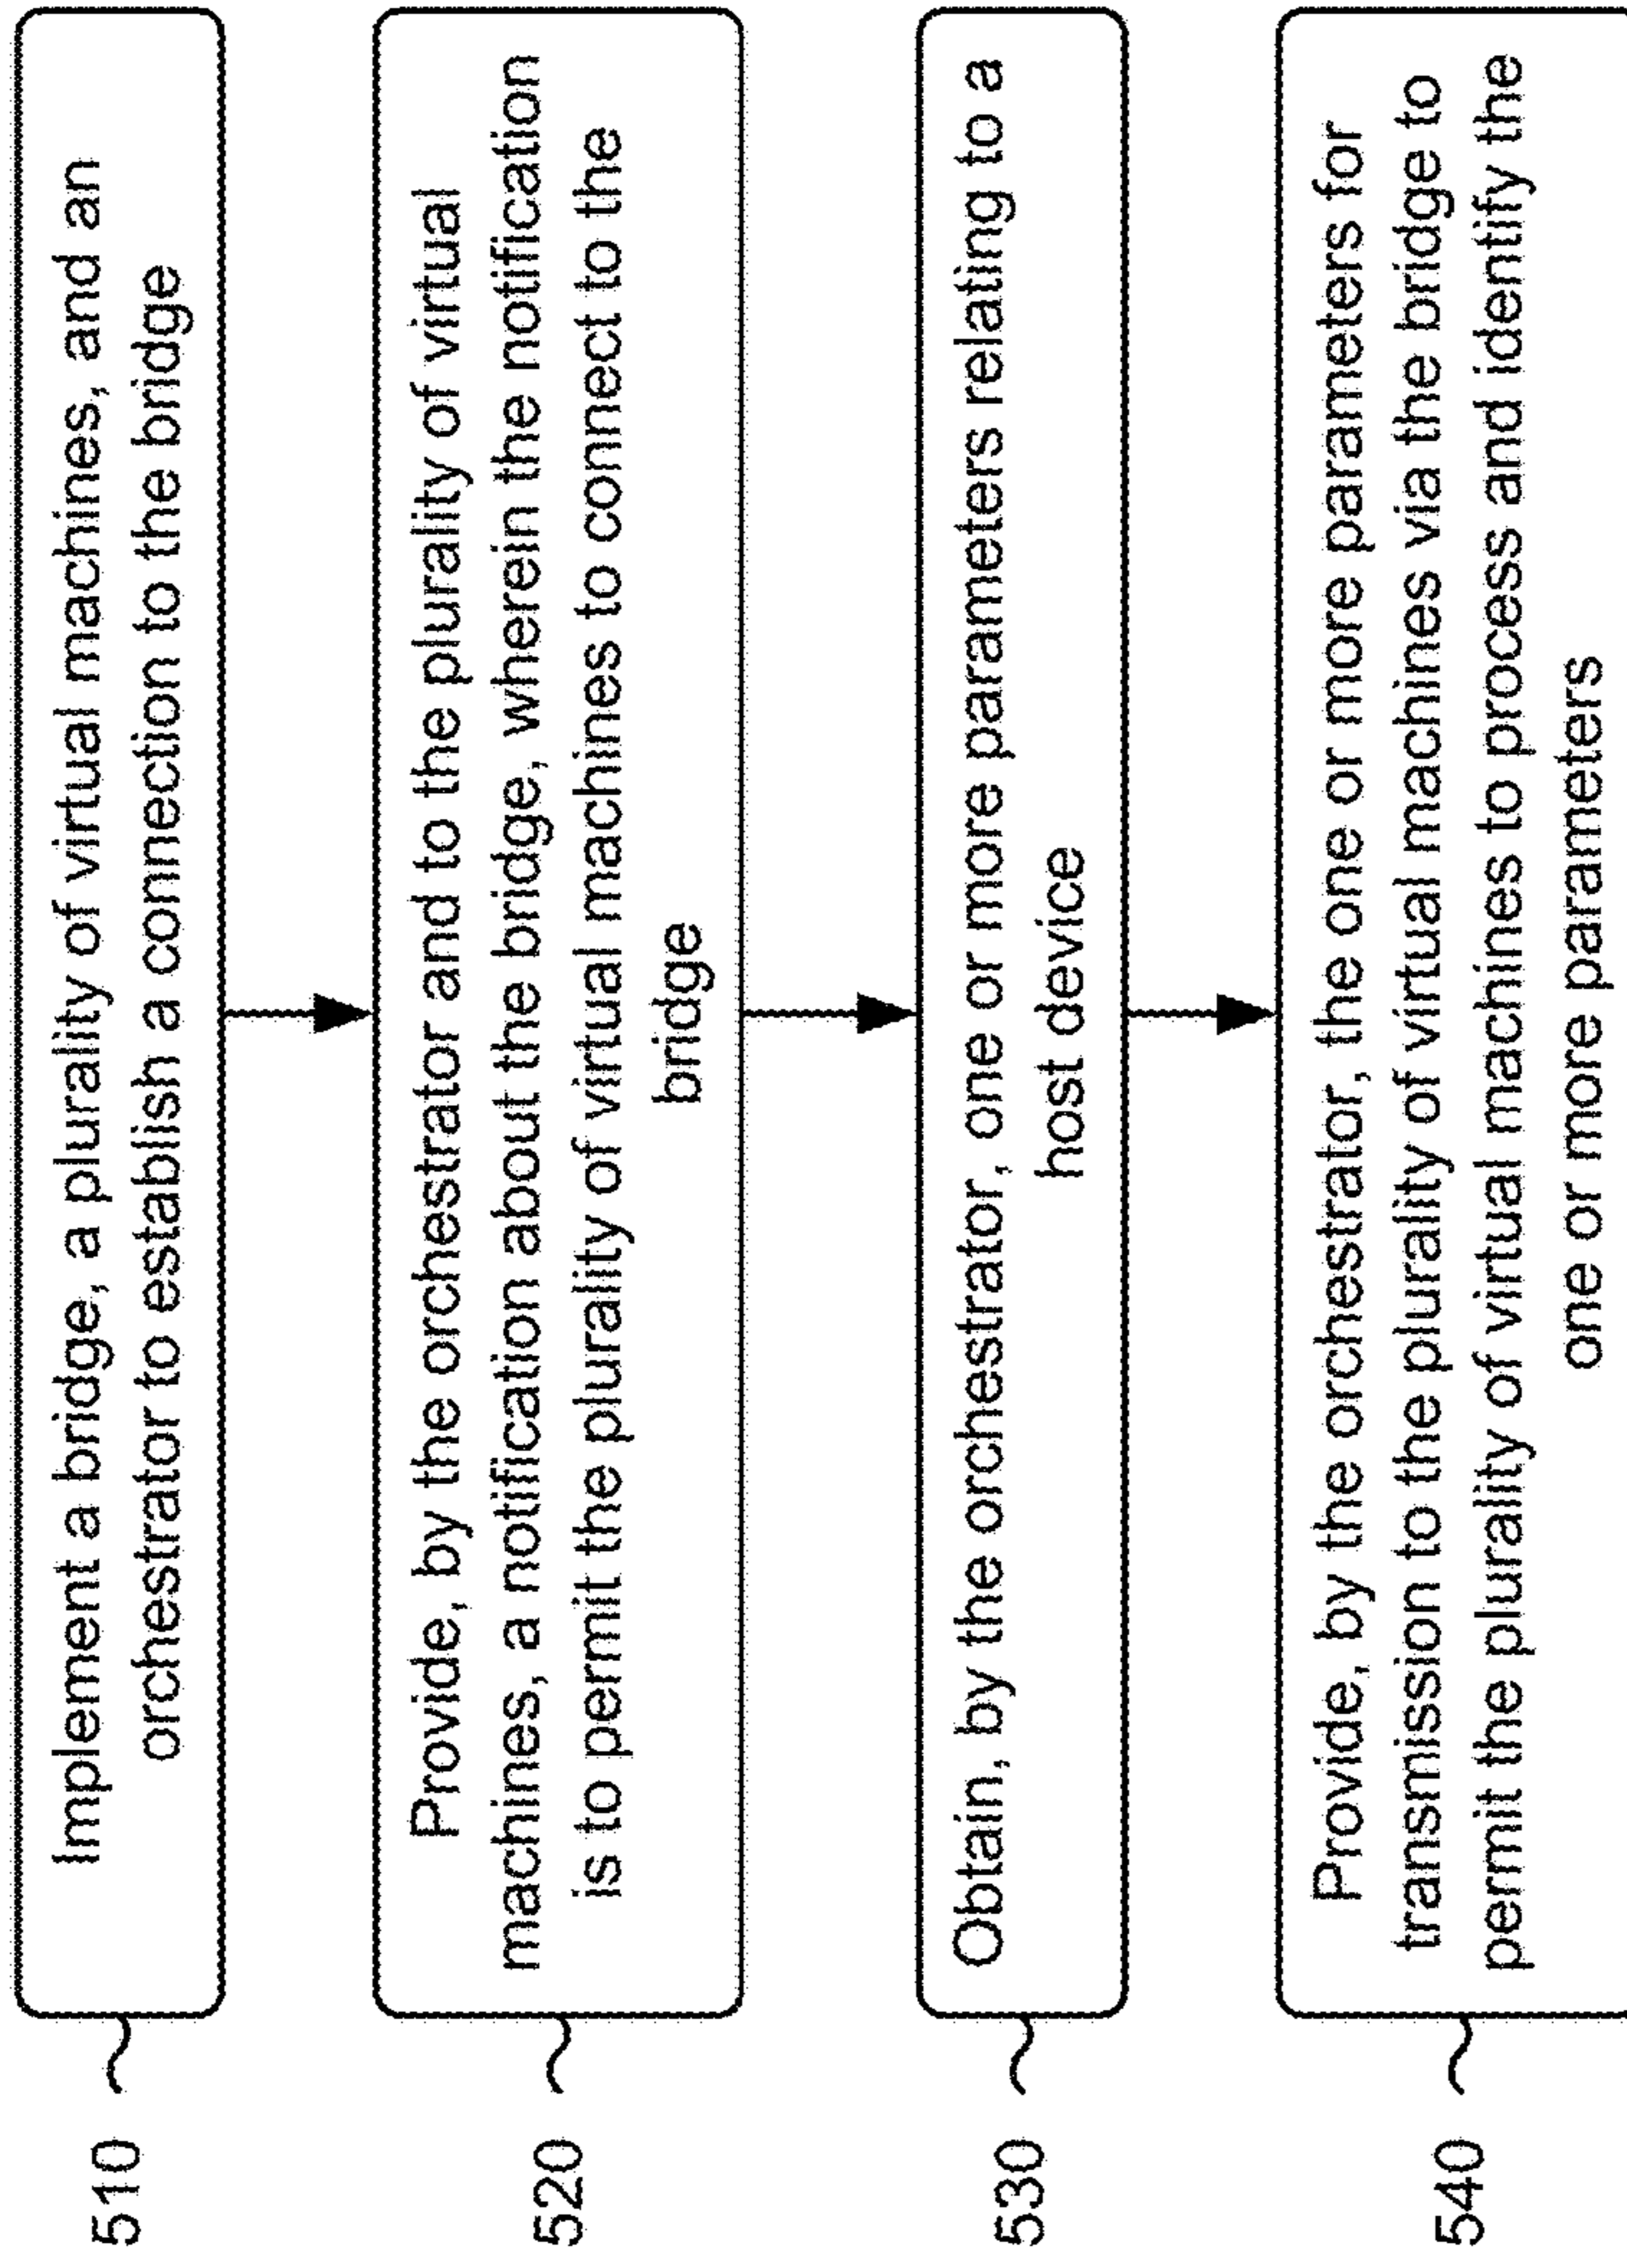 510
Implement a bridge, a plurality of virtual machines, and an
orchestrator to establish a connection to the bridge
520
Provide, by the orchestrator and to the plurality of virtual
machines, a notification about the bridge, wherein the notification
is to permit the plurality of virtual machines to connect to the
bridge
530
Obtain, by the orchestrator, one or more parameters relating to a
host device
540
Provide, by the orchestrator, the one or more parameters for
transmission to the plurality of virtual machines via the bridge to
permit the plurality of virtual machines to process and identify the
one or more parameters